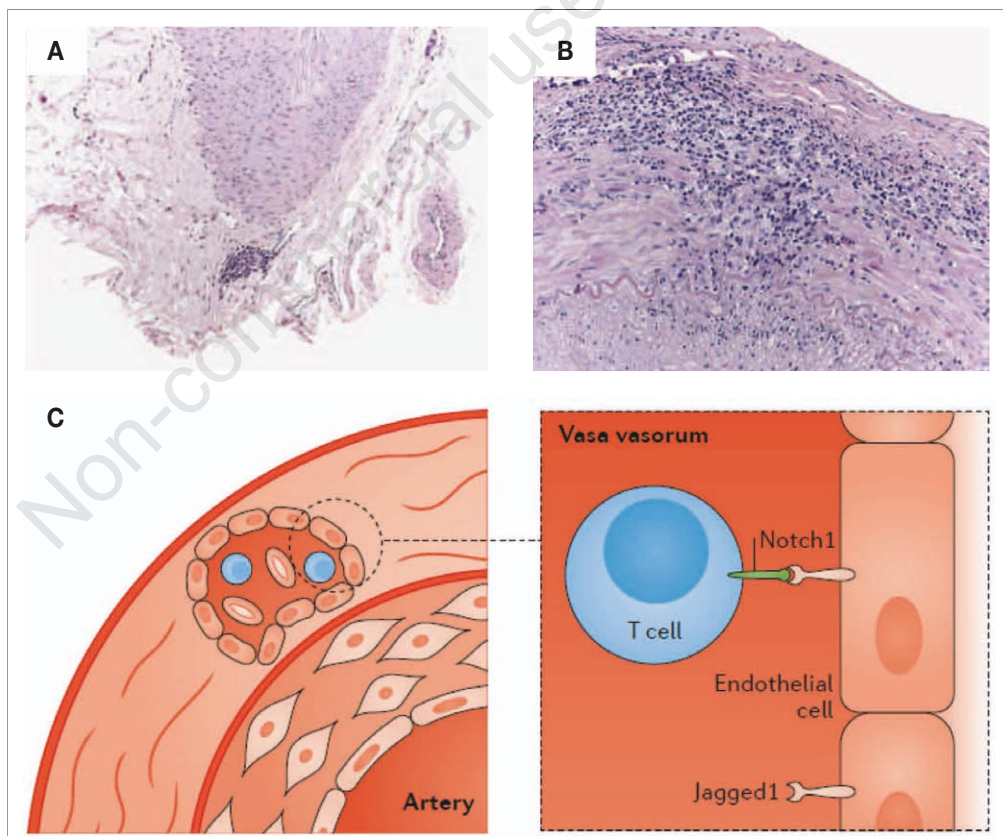 Non-commercial use
A
B
C
Vasa vasorum
Notch1
T cell
Endothelial
cell
Jagged1
Artery